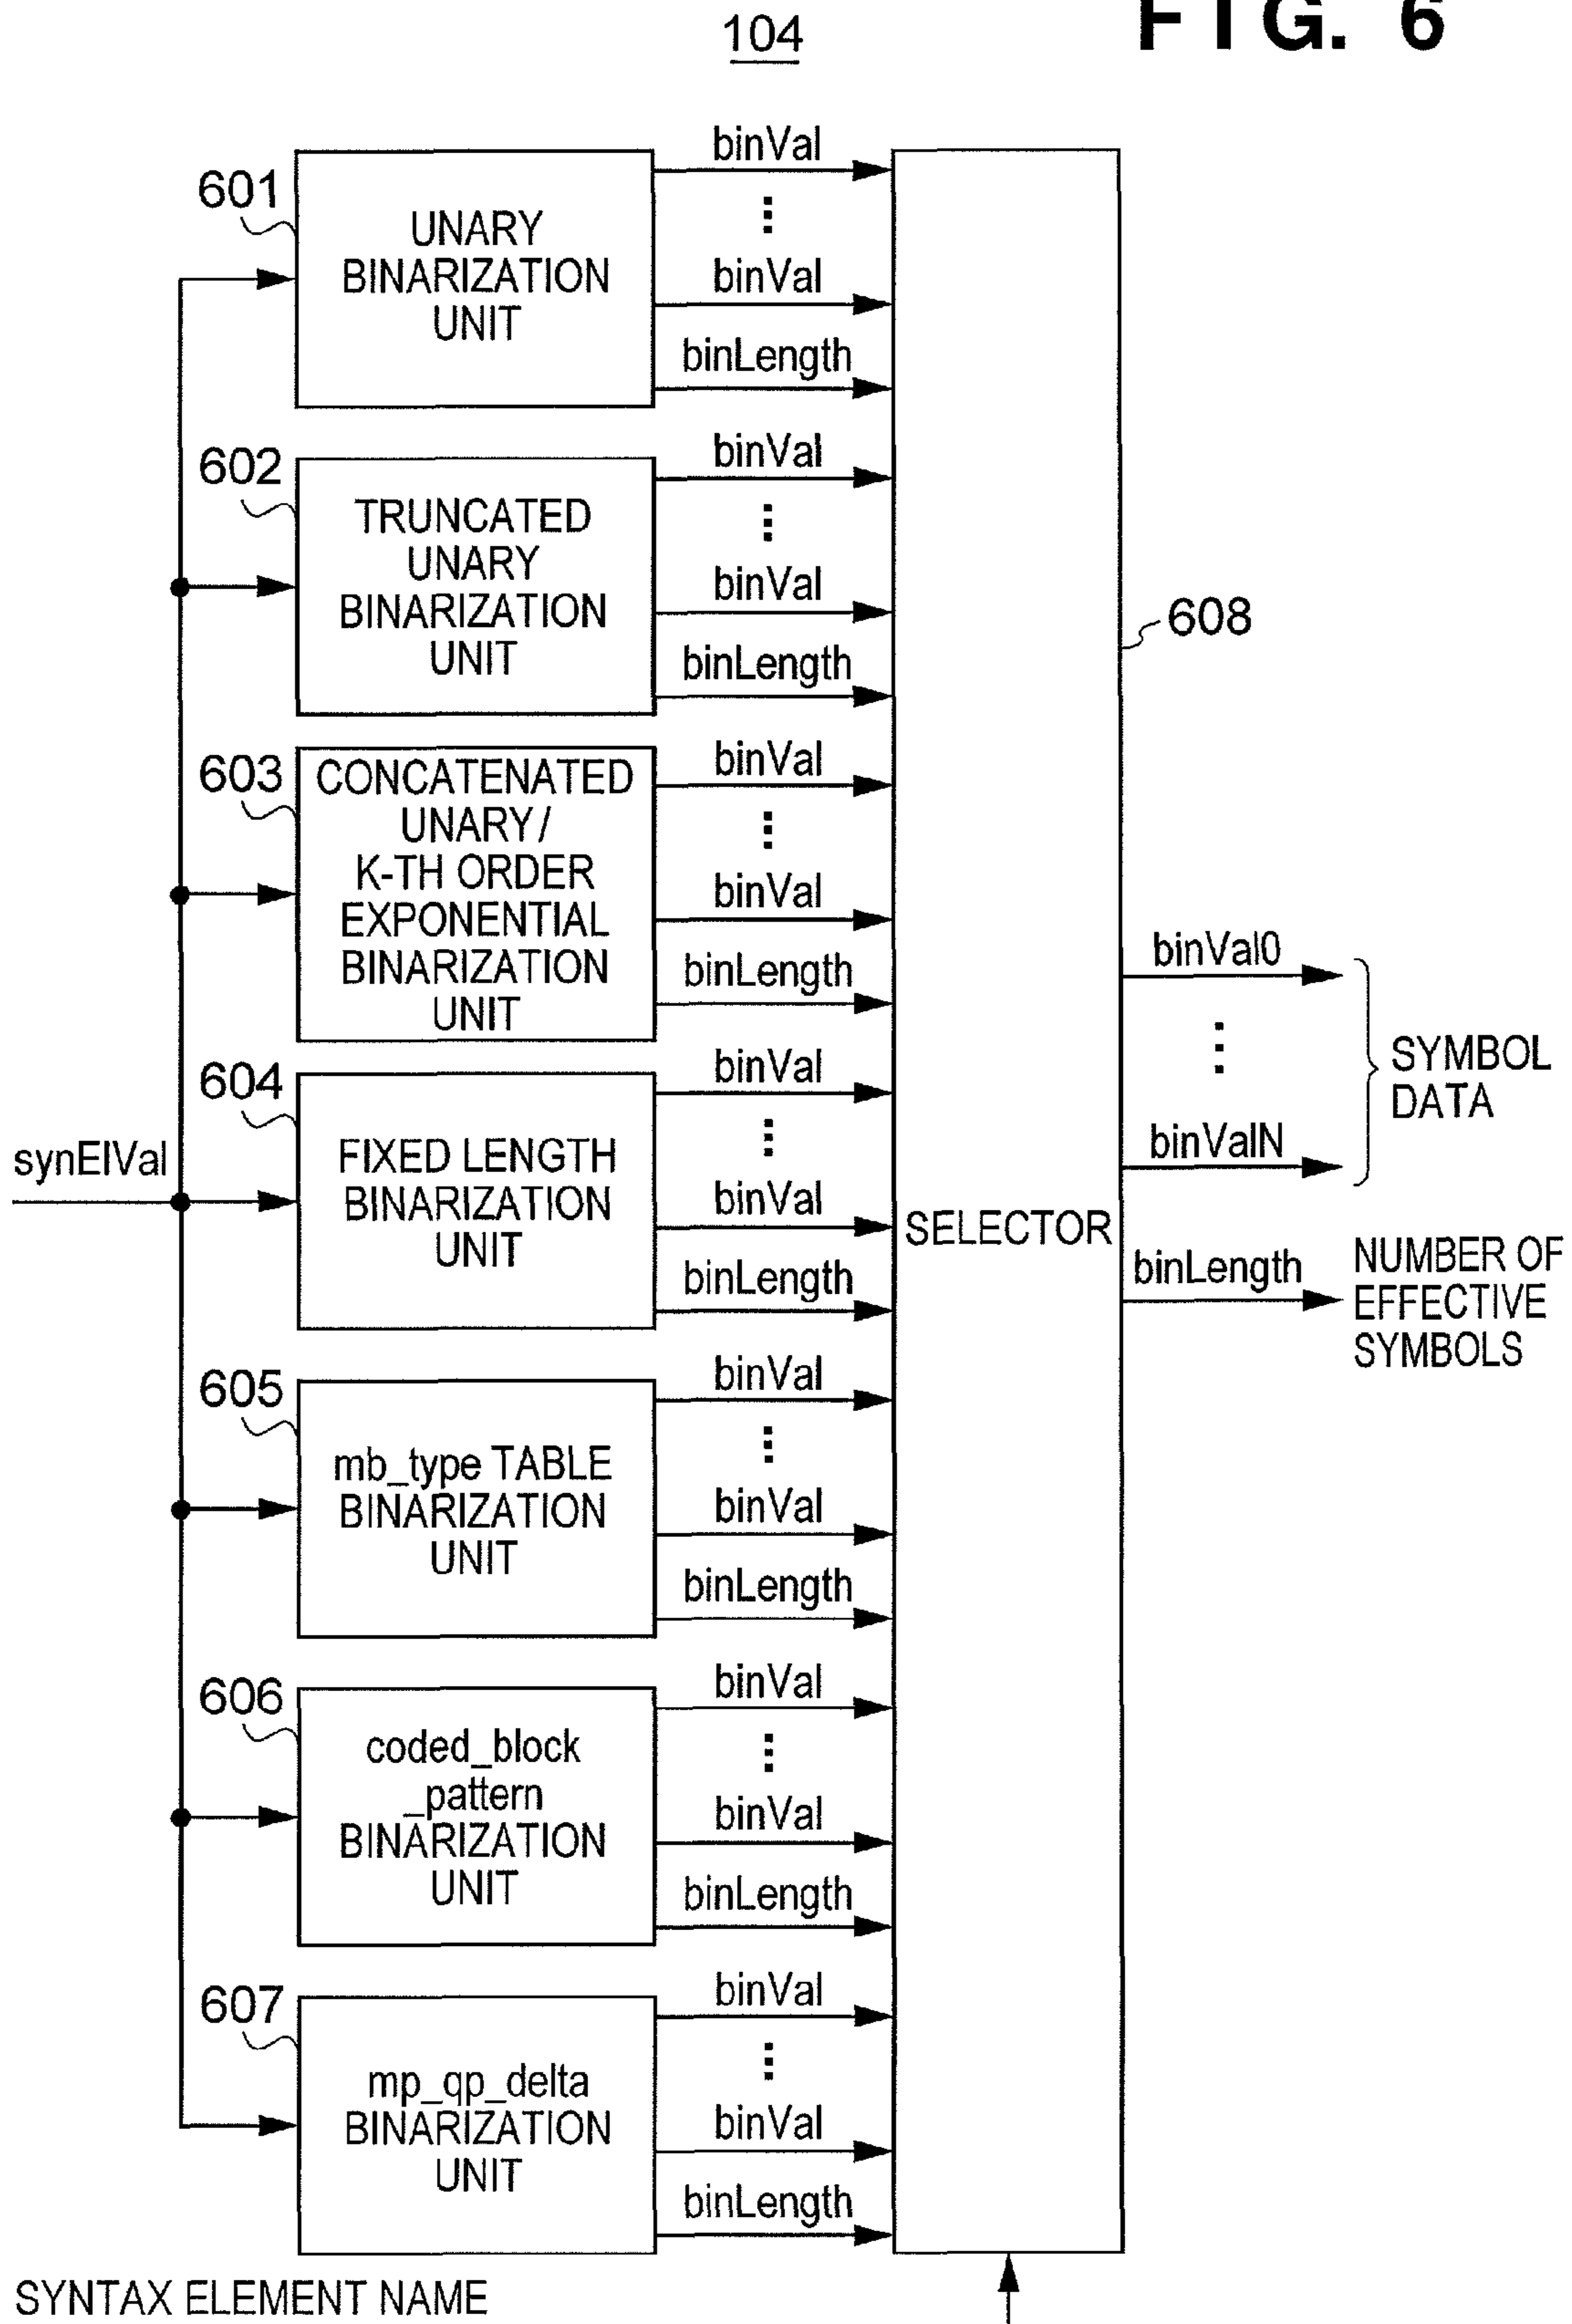 FIG. 6
104
601
UNARY
BINARIZATION
UNIT
binVal
binVal
binLength
602
TRUNCATED
UNARY
BINARIZATION
UNIT
binVal
binVal
binLength
603
CONCATENATED
UNARY/
K-TH ORDER
EXPONENTIAL
BINARIZATION
UNIT
binVal
binVal
binLength
604
FIXED LENGTH
BINARIZATION
UNIT
binVal
binVal
binLength
605
mb_type TABLE
BINARIZATION
UNIT
binVal
binVal
binLength
606
coded_block
_pattern
BINARIZATION
UNIT
binVal
binVal
binLength
607
mp_qp_delta
BINARIZATION
UNIT
binVal
binVal
binLength
synElVal
SELECTOR
608
binVal0
binValN
SYMBOL
DATA
binLength
NUMBER OF
EFFECTIVE
SYMBOLS
SYNTAX ELEMENT NAME